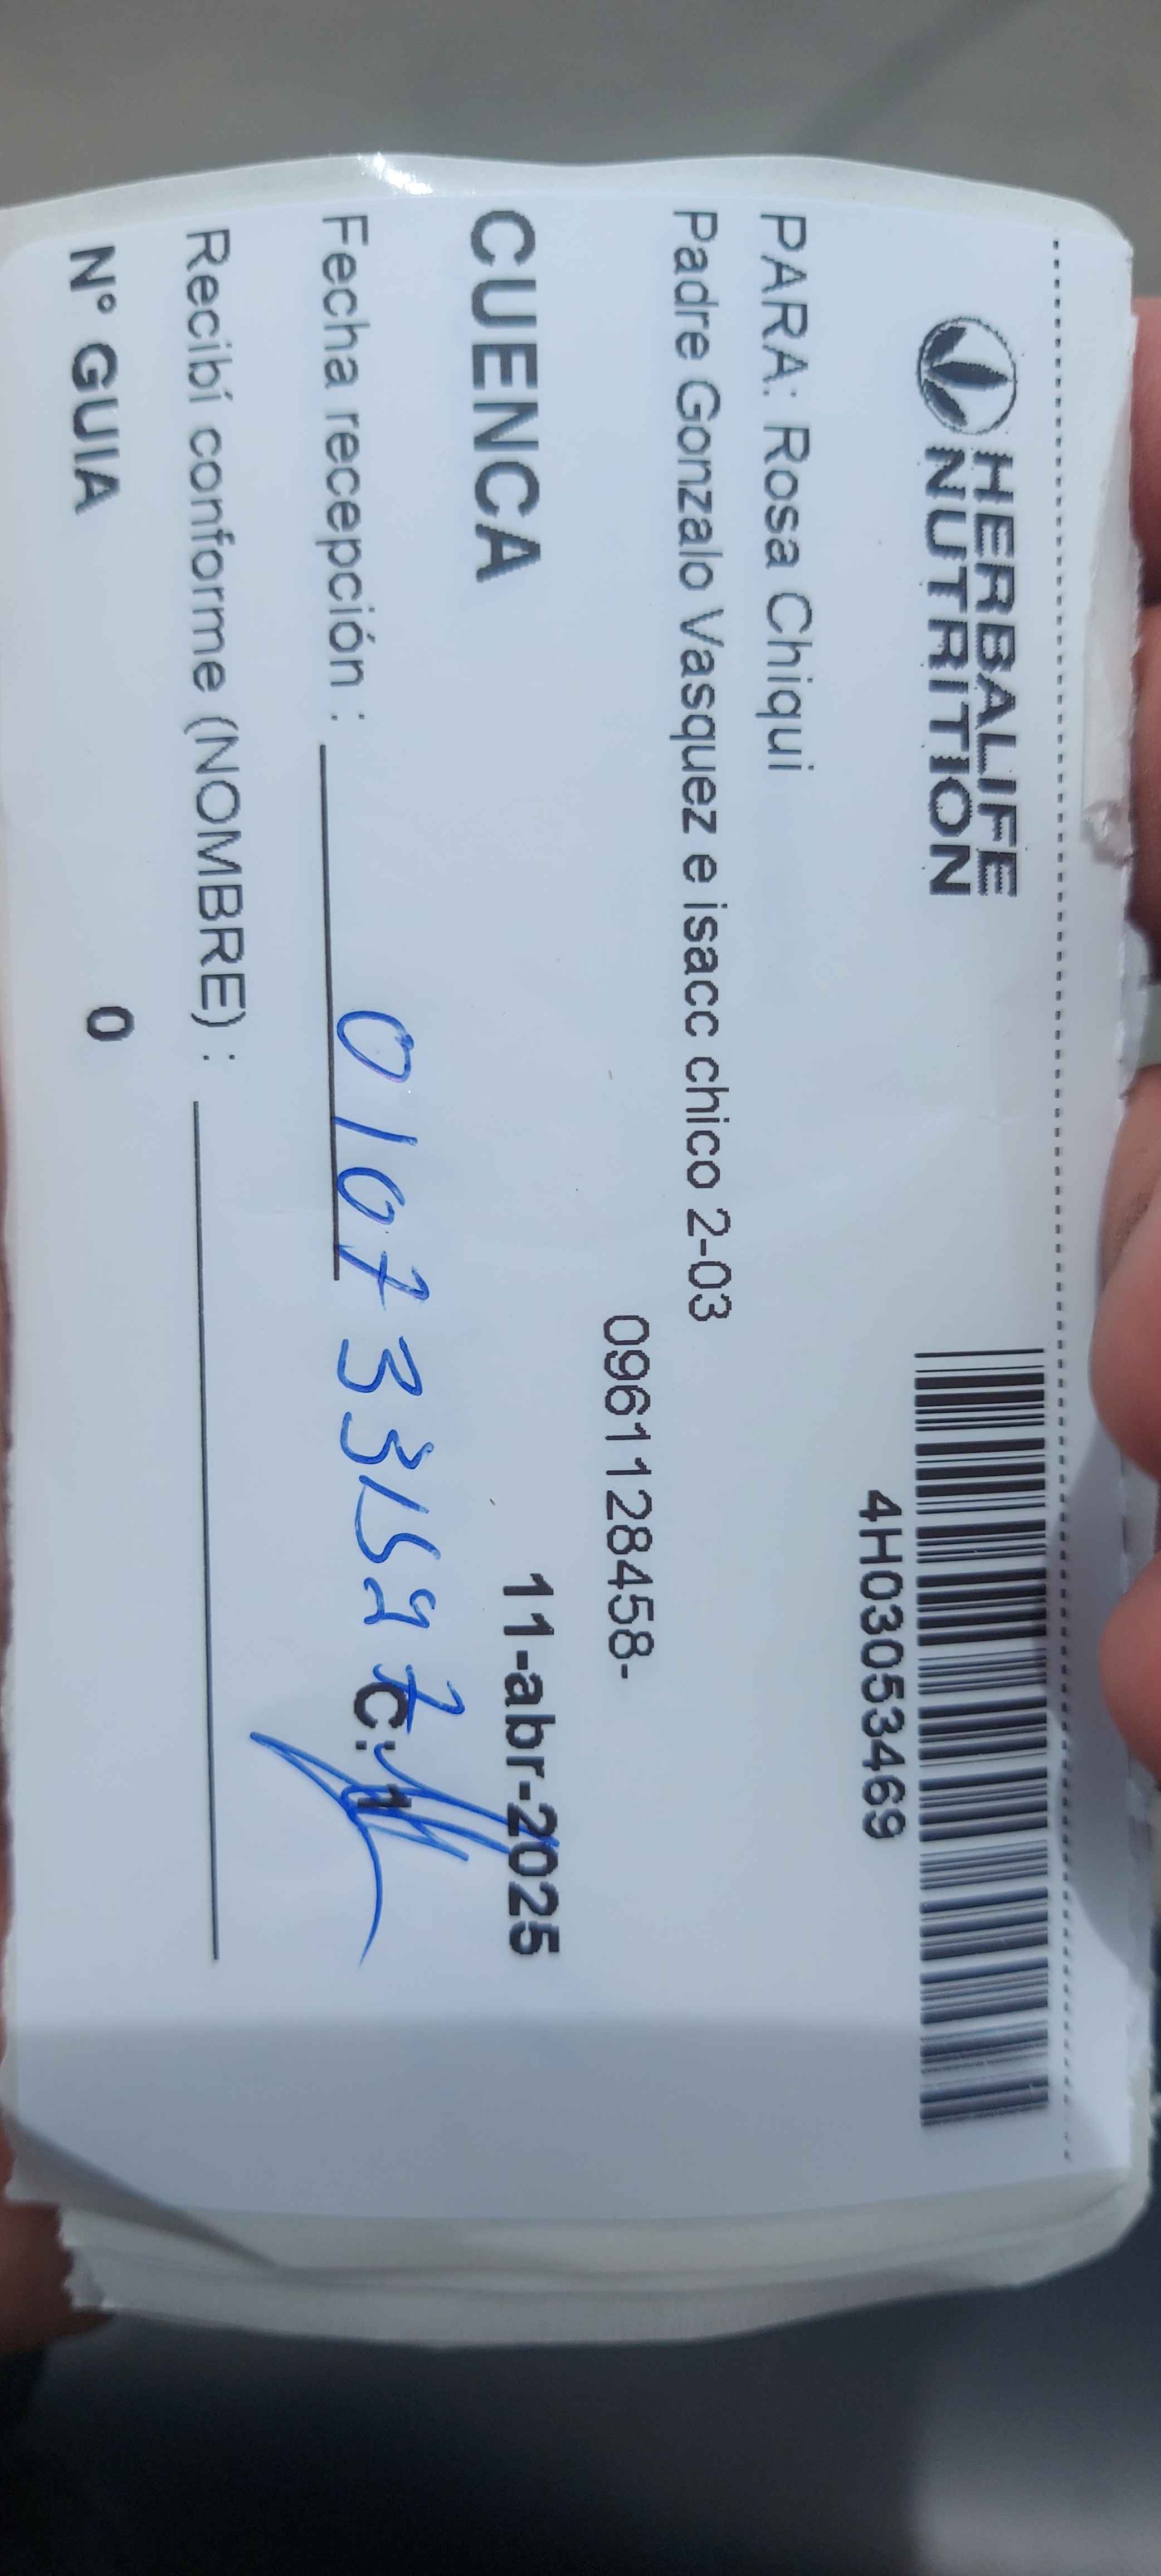 HERBALIFE
NUTRITION
4H03053469
PARA: Rosa Chiqui
Padre Gonzalo Vasquez e isacc chico 2-03
0961128458-
CUENCA
11-abr-2025
Fecha recepción :
C: 1
Recibí conforme (NOMBRE) :
N° GUIA 0